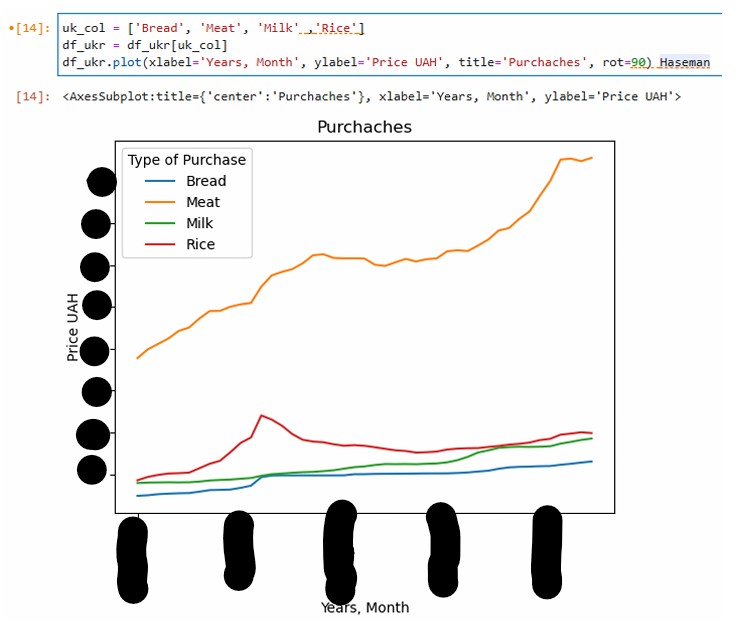 [14]: uk_col = ['Bread', 'Meat', 'Milk' ,'Rice']
df_ukr = df_ukr[uk_col]
df_ukr.plot(xlabel='Years, Month', ylabel='Price UAH', title='Purchaches', rot=90) Haseman
[14]: <AxesSubplot:title={'center':'Purchaches'}, xlabel='Years, Month', ylabel='Price UAH'>
Purchaches
Type of Purchase
Bread
Meat
Milk
Rice
Price UAH
Years, Month